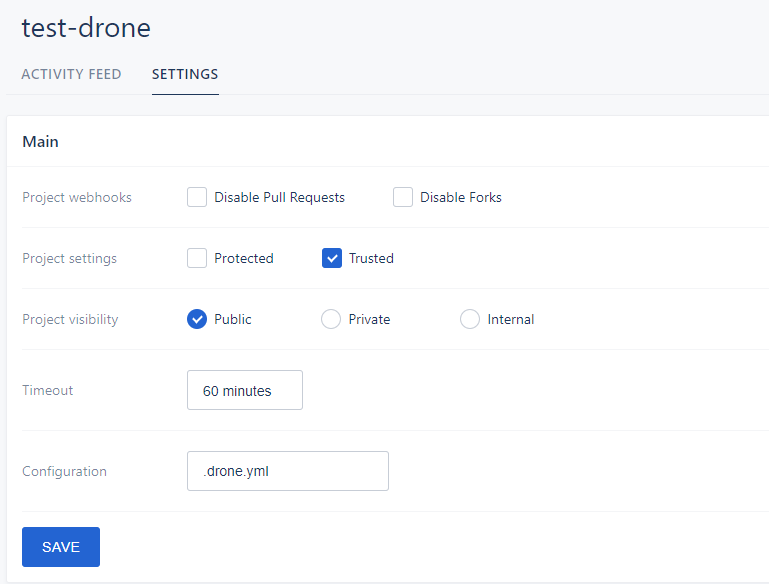 test-drone
ACTIVITY FEED SETTINGS
Main
Project webhooks Disable Pull Requests Disable Forks
Project settings Protected Trusted
Project visibility Public Private Internal
Timeout 60 minutes
Configuration .drone.yml
SAVE